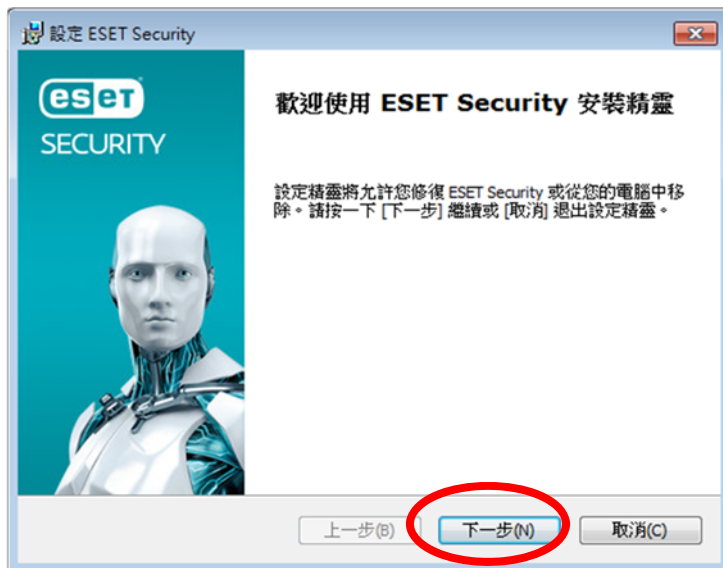 設定 ESET Security
eseT
SECURITY
歡迎使用 ESET Security 安裝精靈
設定精靈將允許您修復 ESET Security 或從您的電腦中移
除。請按一下 [下一步] 繼續或 [取消] 退出設定精靈。
上一步(B)
下一步(N)
取消(C)